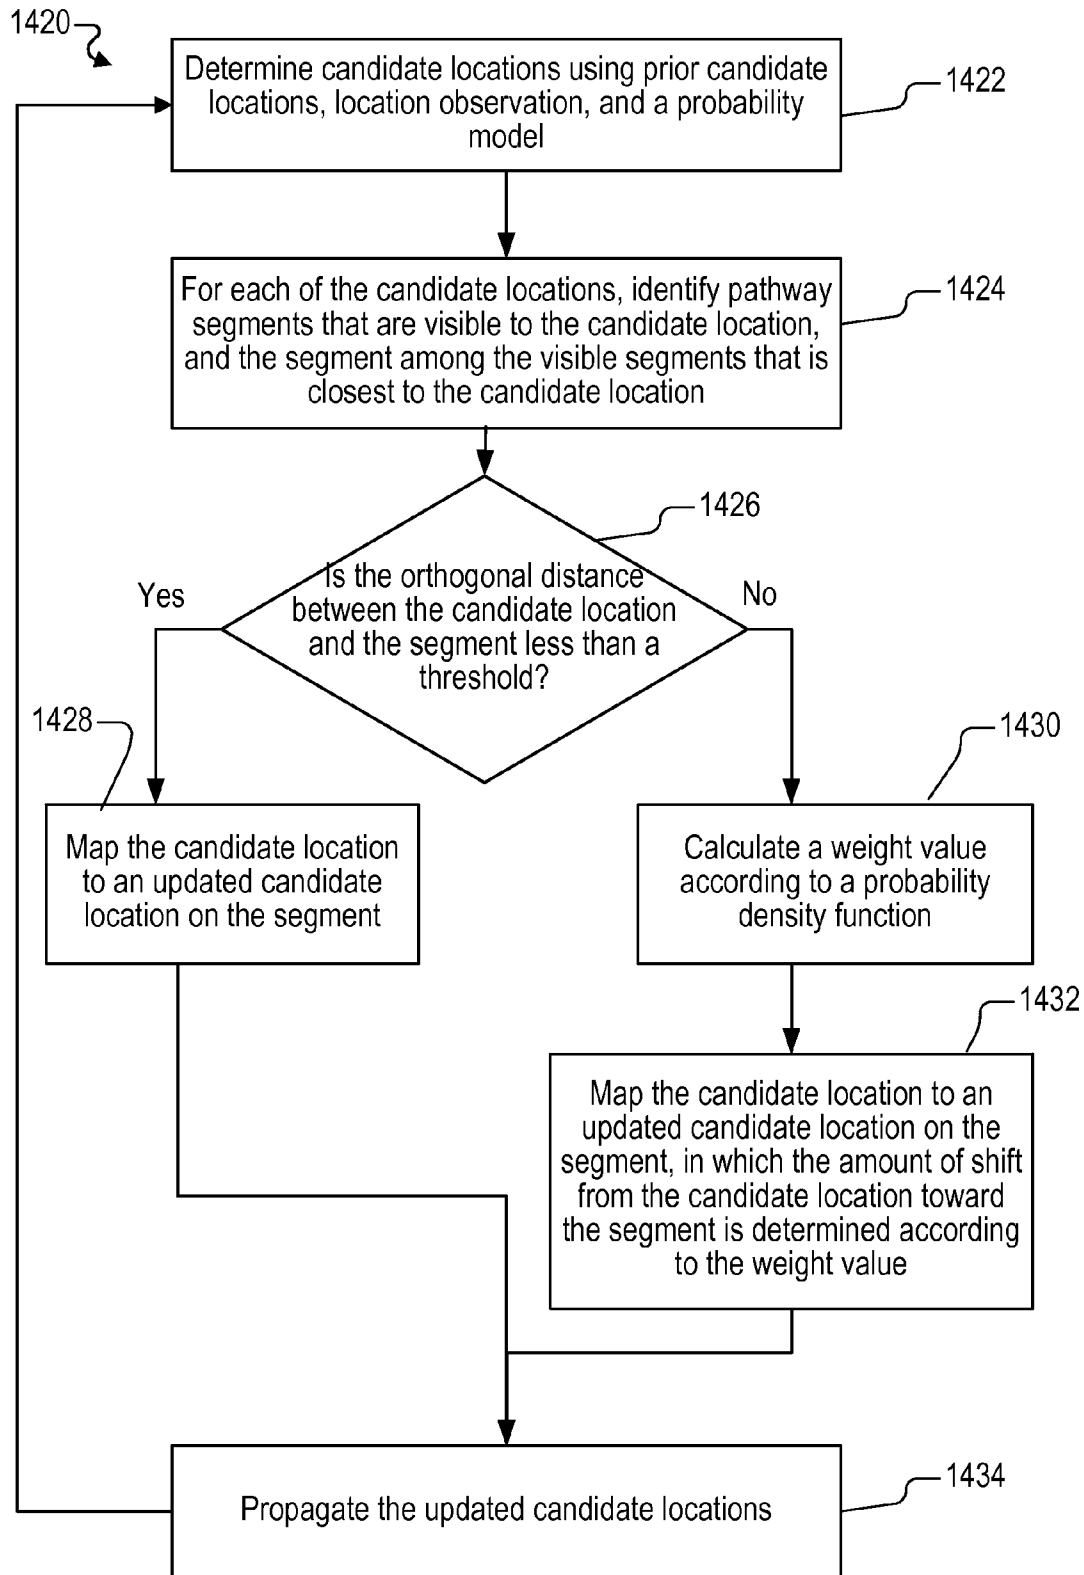 1420
Determine candidate locations using prior candidate
locations, location observation, and a probability
model
1422
For each of the candidate locations, identify pathway
segments that are visible to the candidate location,
and the segment among the visible segments that is
closest to the candidate location
1424
1426
Is the orthogonal distance
between the candidate location
and the segment less than a
threshold?
Yes
No
1428
Map the candidate location
to an updated candidate
location on the segment
1430
Calculate a weight value
according to a probability
density function
1432
Map the candidate location to an
updated candidate location on the
segment, in which the amount of shift
from the candidate location toward
the segment is determined according
to the weight value
Propagate the updated candidate locations
1434